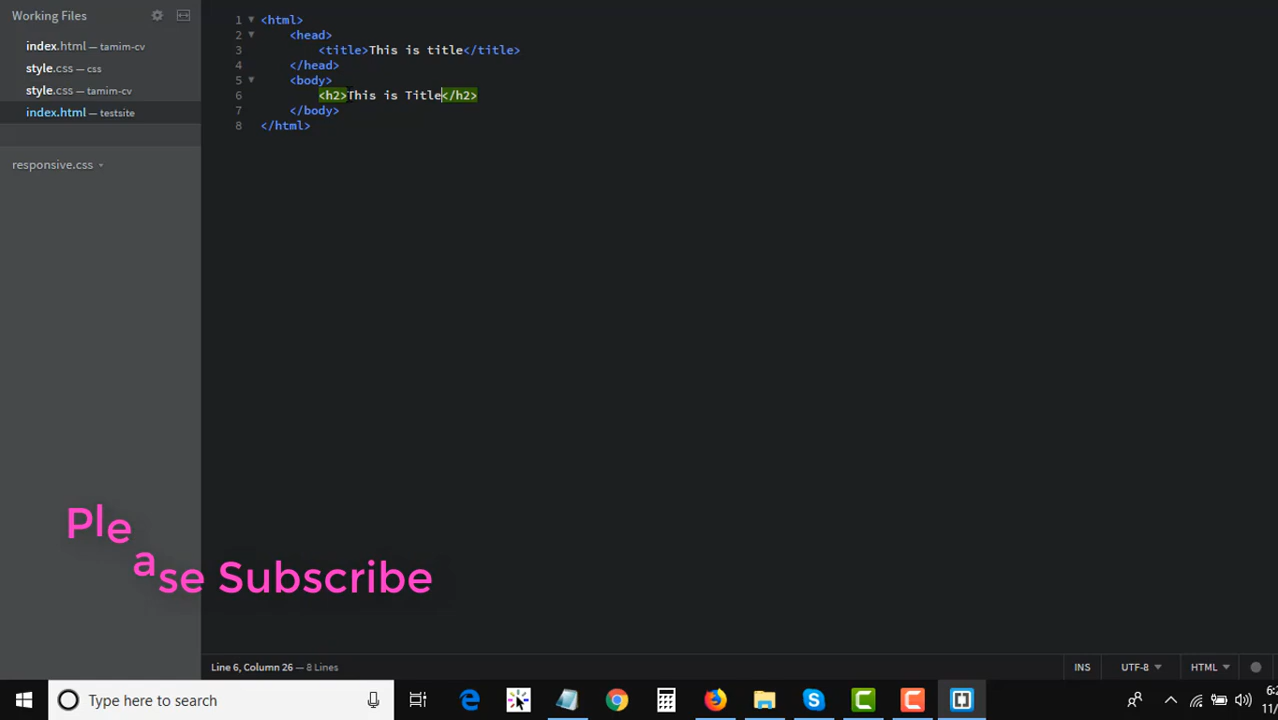 Working Files
index.html — tamim-cv
style.css — css
style.css — tamim-cv
index.html — testsite
responsive.css
1 <html>
2 <head>
3 <title>This is title</title>
4 </head>
5 <body>
6 <h2>This is Title</h2>
7 </body>
8 </html>
Please Subscribe
Line 6, Column 26 — 8 Lines
INS
UTF-8
HTML
Type here to search